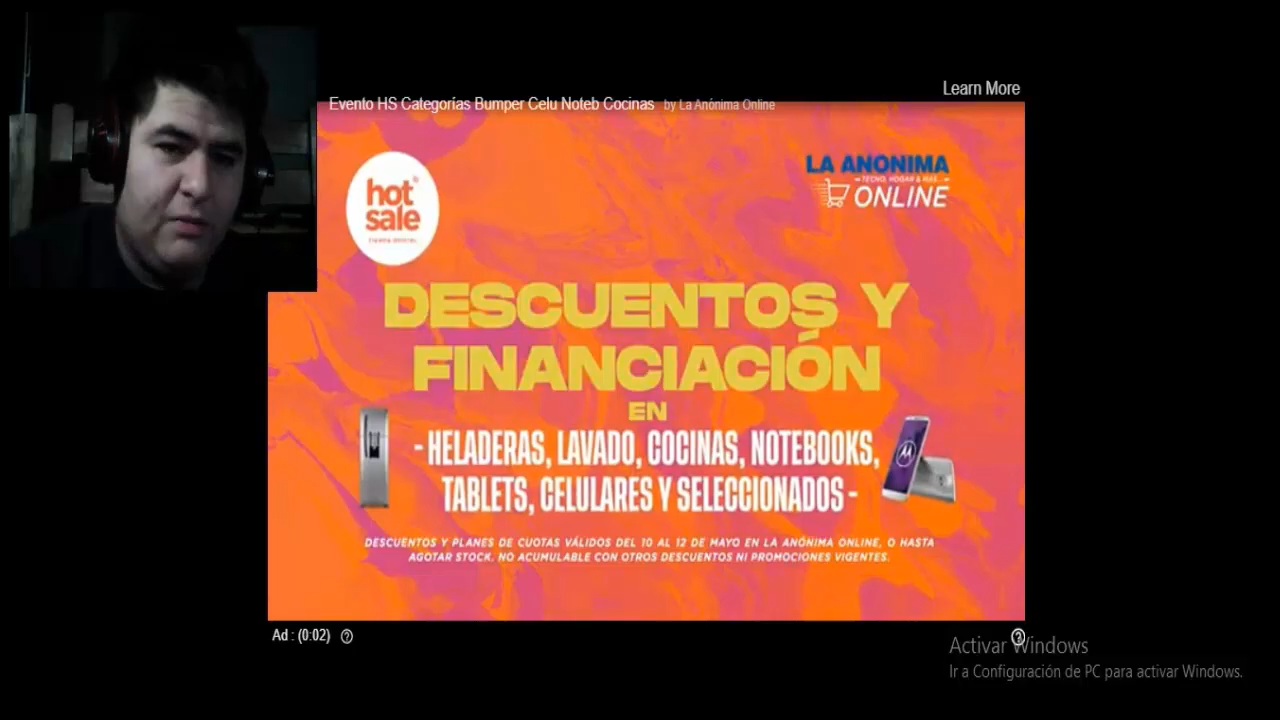 Learn More
Evento HS Categorías Bumper Celu Noteb Cocinas by La Anónima Online
hot
sale
LA ANONIMA
TECNO, HOGAR & MÁS...
ONLINE
DESCUENTOS Y
FINANCIACIÓN
EN
- HELADERAS, LAVADO, COCINAS, NOTEBOOKS,
TABLETS, CELULARES Y SELECCIONADOS -
DESCUENTOS Y PLANES DE CUOTAS VÁLIDOS DEL 10 AL 12 DE MAYO EN LA ANÓNIMA ONLINE, O HASTA
AGOTAR STOCK. NO ACUMULABLE CON OTROS DESCUENTOS NI PROMOCIONES VIGENTES.
Ad : (0:02)
Activar Windows
Ir a Configuración de PC para activar Windows.